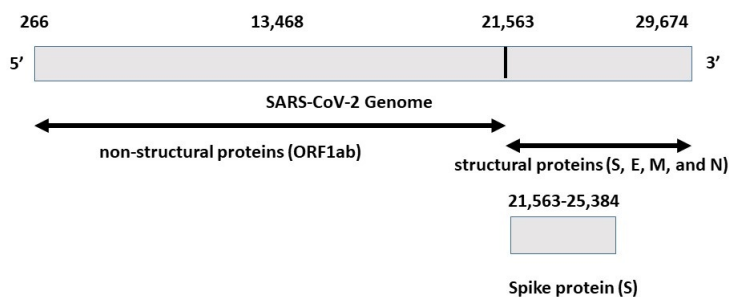 266 13,468 21,563 29,674
5’ 3’
SARS-CoV-2 Genome
non-structural proteins (ORF1ab)
structural proteins (S, E, M, and N)
21,563-25,384
Spike protein (S)